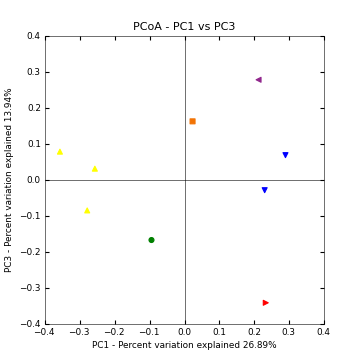 PCoA - PC1 vs PC3
PC3 - Percent variation explained 13.94%
0.4
0.3
0.2
0.1
0.0
−0.1
−0.2
−0.3
−0.4
−0.4 −0.3 −0.2 −0.1 0.0 0.1 0.2 0.3 0.4
PC1 - Percent variation explained 26.89%